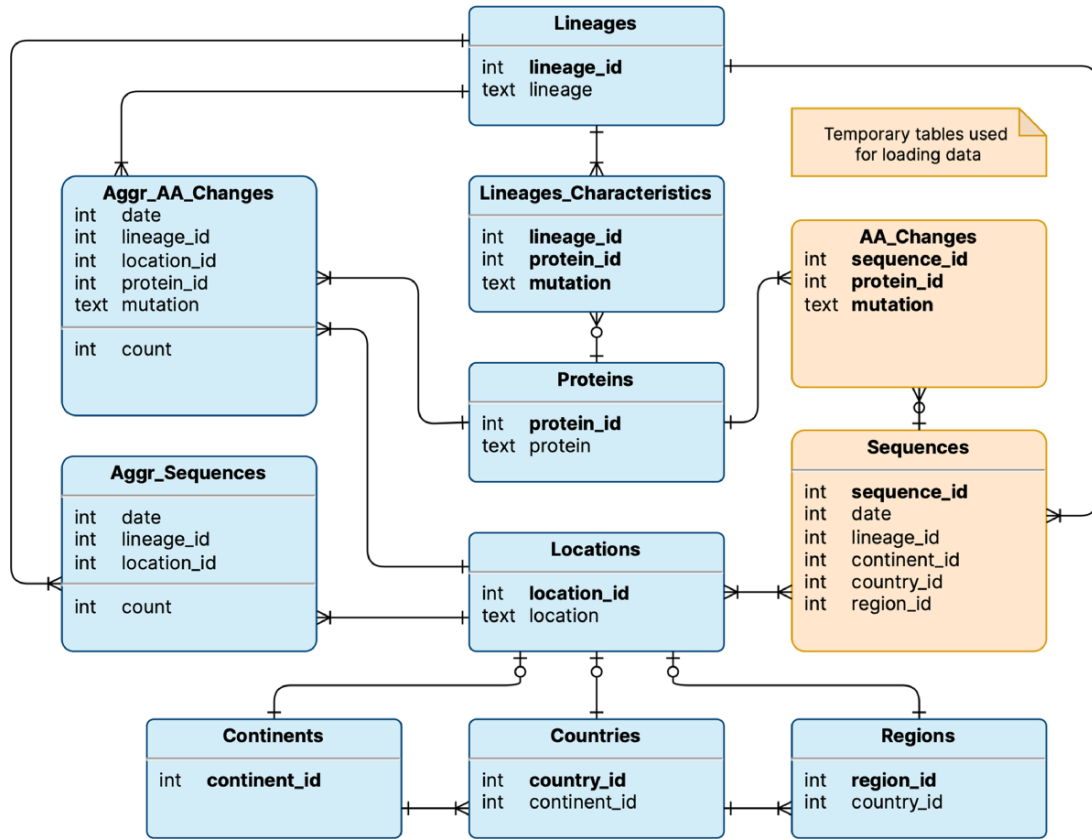 Lineages
int lineage_id
text lineage
Temporary tables used
for loading data
Aggr_AA_Changes
int date
int lineage_id
int location_id
int protein_id
text mutation
int count
Lineages_Characteristics
int lineage_id
int protein_id
text mutation
AA_Changes
int sequence_id
int protein_id
text mutation
Proteins
int protein_id
text protein
Aggr_Sequences
int date
int lineage_id
int location_id
int count
Sequences
int sequence_id
int date
int lineage_id
int continent_id
int country_id
int region_id
Locations
int location_id
text location
Continents
int continent_id
Countries
int country_id
int continent_id
Regions
int region_id
int country_id